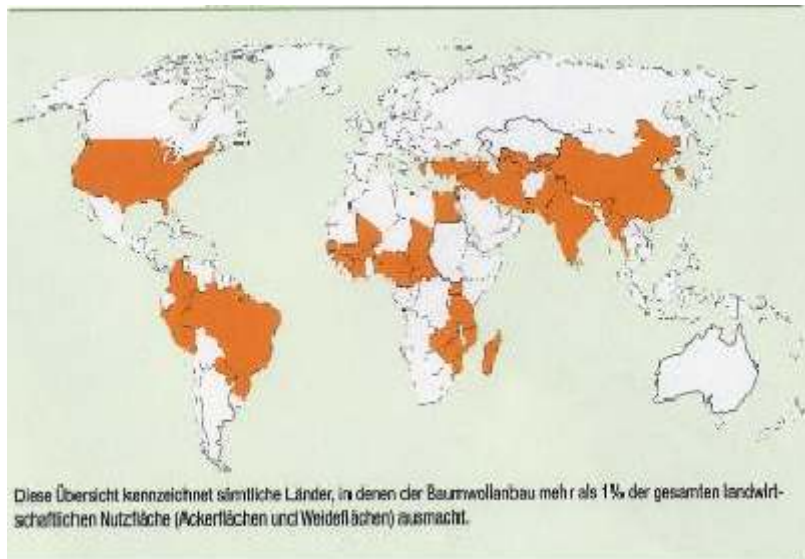 Diese Übersicht kennzeichnet sämtliche Länder, in denen der Baumwollanbau mehr als 1‰ der gesamten landwirt-
schaftlichen Nutzfläche (Ackerflächen und Weideflächen) ausmacht.